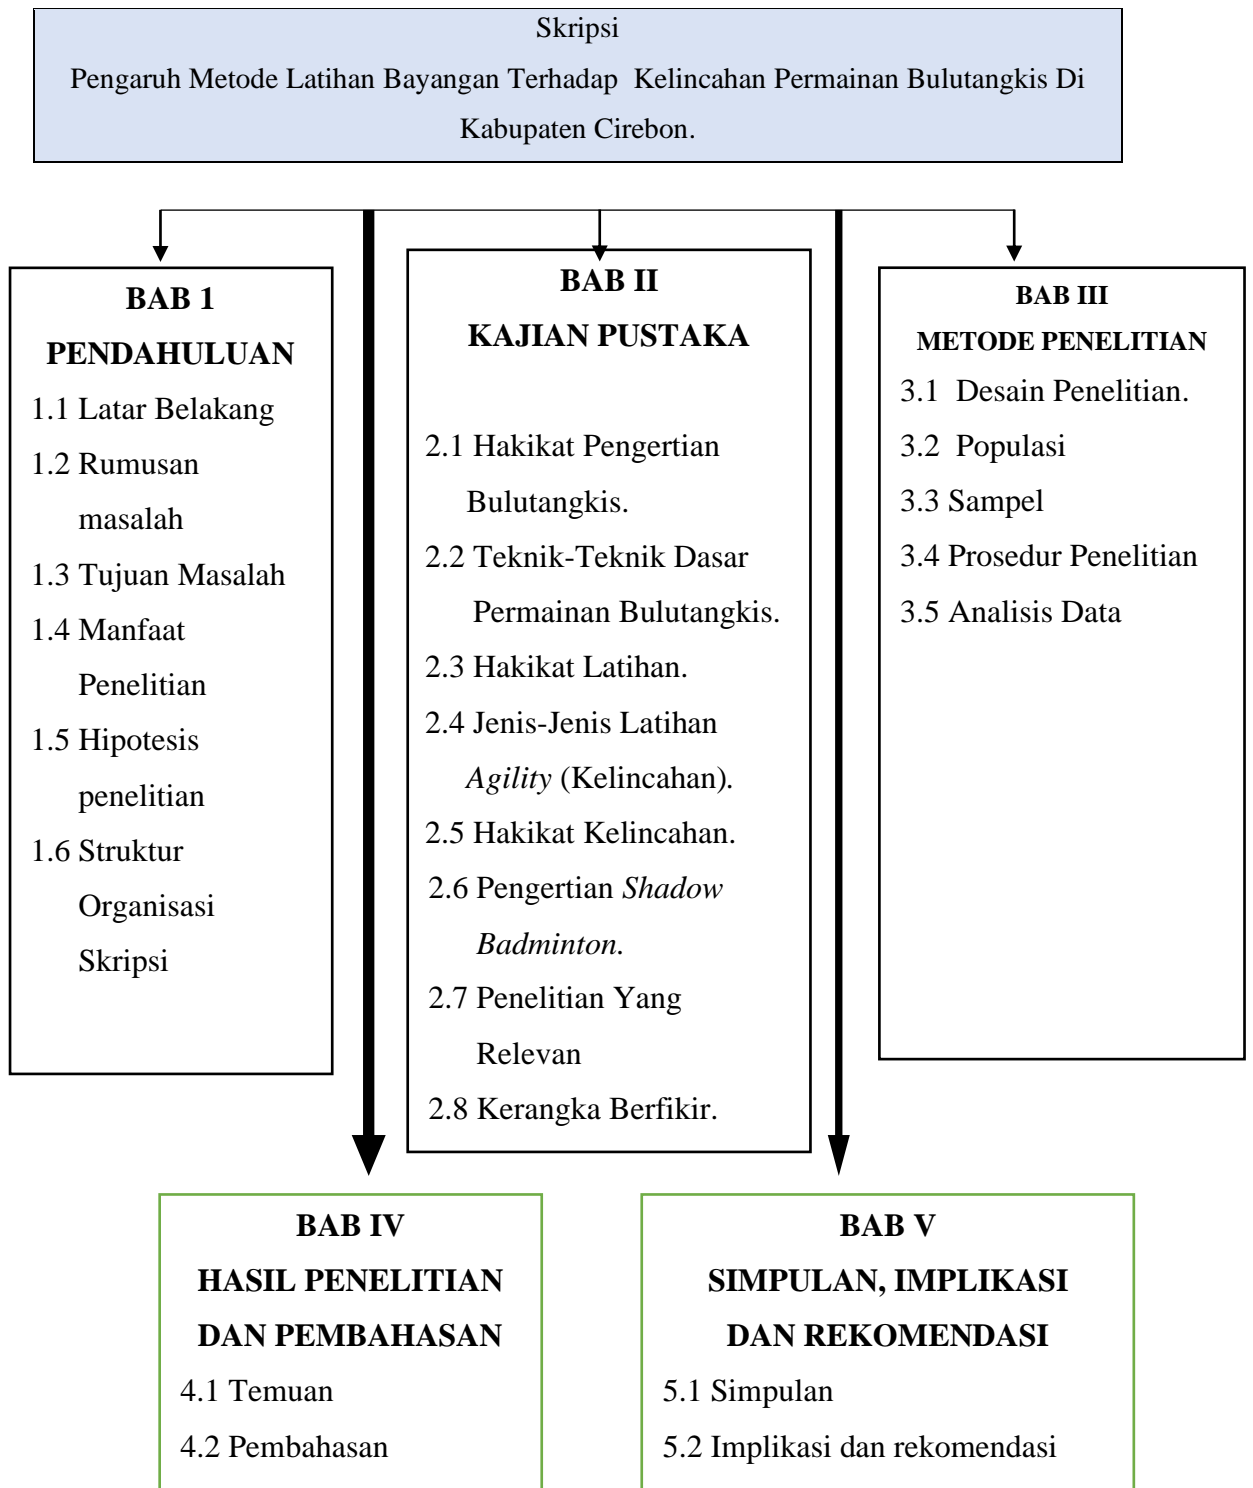 Skripsi
Pengaruh Metode Latihan Bayangan Terhadap  Kelincahan Permainan Bulutangkis Di
Kabupaten Cirebon.
BAB 1
PENDAHULUAN
1.1 Latar Belakang
1.2 Rumusan
masalah
1.3 Tujuan Masalah
1.4 Manfaat
Penelitian
1.5 Hipotesis
penelitian
1.6 Struktur
Organisasi
Skripsi
BAB II
KAJIAN PUSTAKA
2.1 Hakikat Pengertian
Bulutangkis.
2.2 Teknik-Teknik Dasar
Permainan Bulutangkis.
2.3 Hakikat Latihan.
2.4 Jenis-Jenis Latihan
Agility (Kelincahan).
2.5 Hakikat Kelincahan.
2.6 Pengertian Shadow
Badminton.
2.7 Penelitian Yang
Relevan
2.8 Kerangka Berfikir.
BAB III
METODE PENELITIAN
3.1  Desain Penelitian.
3.2  Populasi
3.3 Sampel
3.4 Prosedur Penelitian
3.5 Analisis Data
BAB IV
HASIL PENELITIAN
DAN PEMBAHASAN
4.1 Temuan
4.2 Pembahasan
BAB V
SIMPULAN, IMPLIKASI
DAN REKOMENDASI
5.1 Simpulan
5.2 Implikasi dan rekomendasi